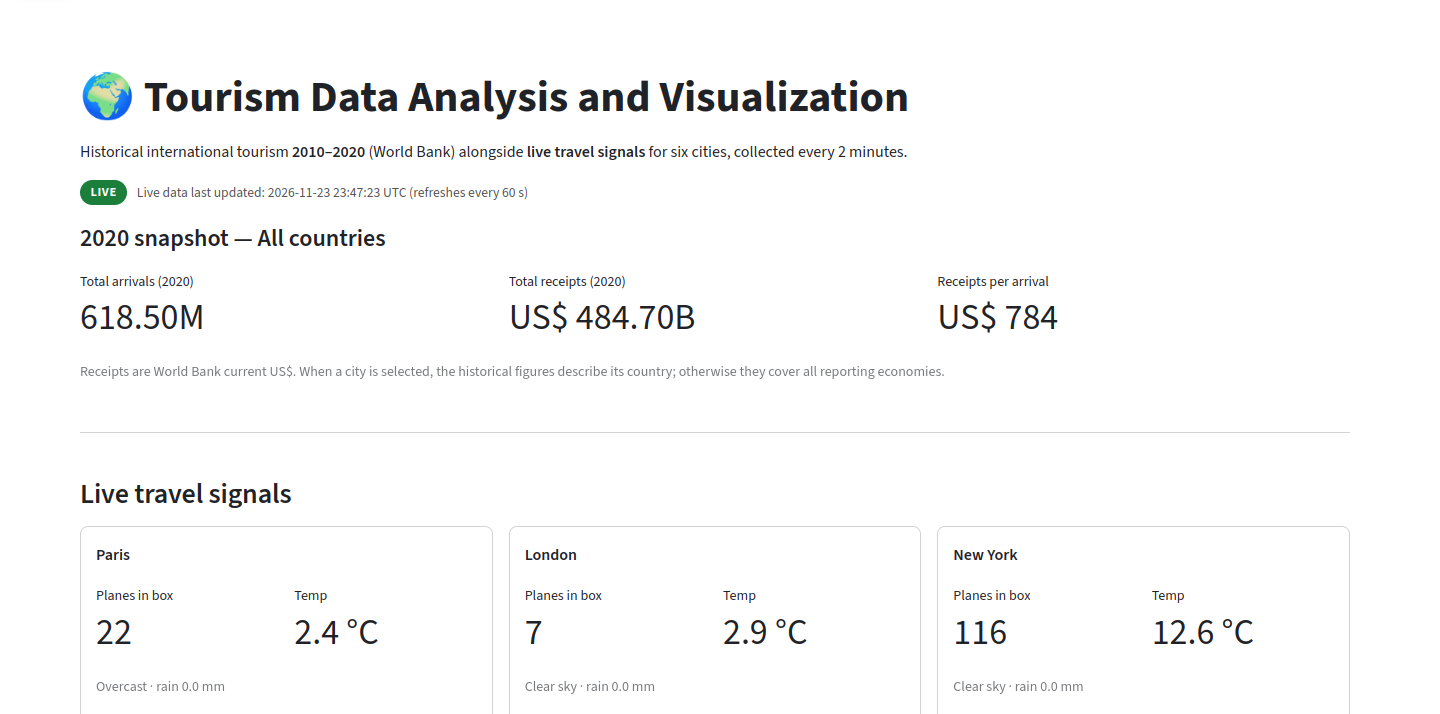 🌍 Tourism Data Analysis and Visualization
Historical international tourism 2010–2020 (World Bank) alongside live travel signals for six cities, collected every 2 minutes.
LIVE Live data last updated: 2026-11-23 23:47:23 UTC (refreshes every 60 s)
2020 snapshot — All countries
Total arrivals (2020) Total receipts (2020) Receipts per arrival
618.50M US$ 484.70B US$ 784
Receipts are World Bank current US$. When a city is selected, the historical figures describe its country; otherwise they cover all reporting economies.
Live travel signals
Paris London New York
Planes in box Temp Planes in box Temp Planes in box Temp
22 2.4 °C 7 2.9 °C 116 12.6 °C
Overcast · rain 0.0 mm Clear sky · rain 0.0 mm Clear sky · rain 0.0 mm